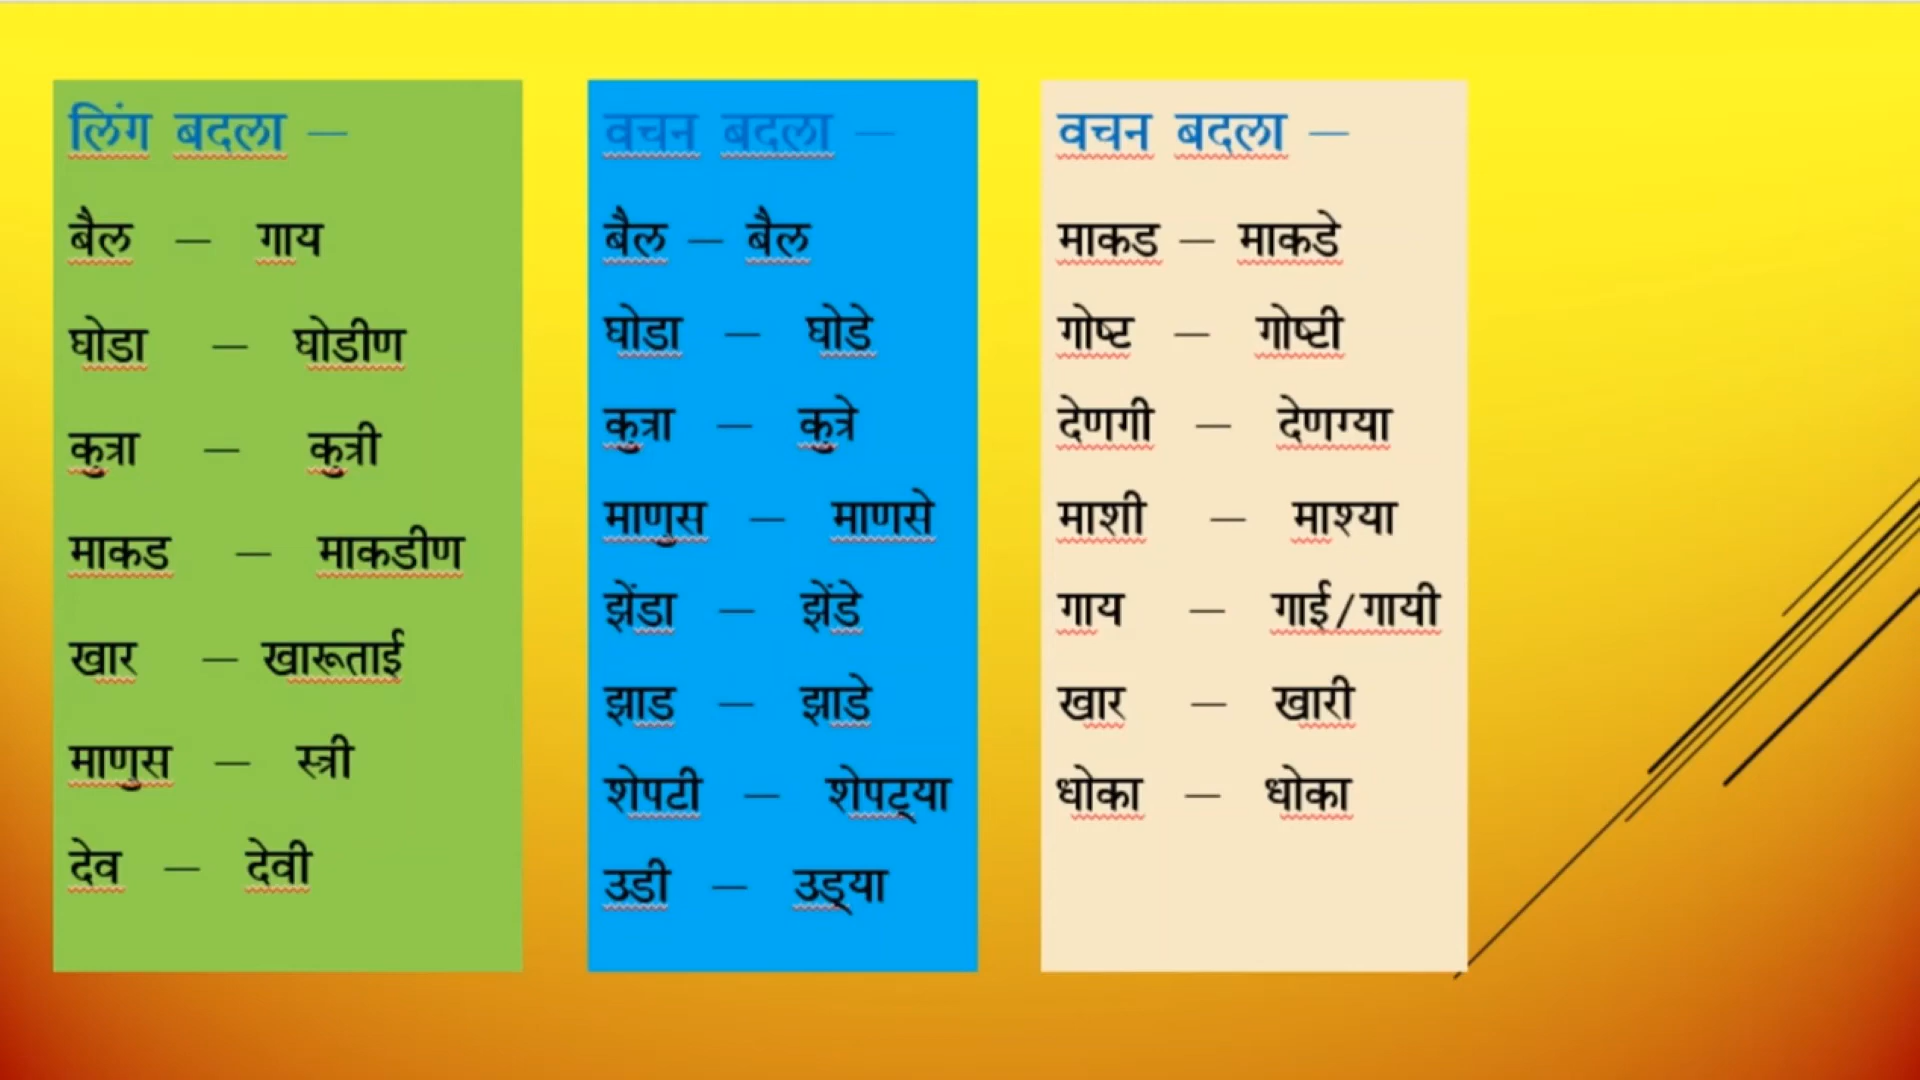 लिंग बदला –
बैल – गाय
घोडा – घोडीण
कुत्रा – कुत्री
माकड – माकडीण
खार – खारूताई
माणुस – स्त्री
देव – देवी
वचन बदला –
बैल – बैल
घोडा – घोडे
कुत्रा – कुत्रे
माणुस – माणसे
झेंडा – झेंडे
झाड – झाडे
शेपटी – शेपट्या
उडी – उड्या
वचन बदला –
माकड – माकडे
गोष्ट – गोष्टी
देणगी – देणग्या
माशी – माश्या
गाय – गाई/गायी
खार – खारी
धोका – धोका